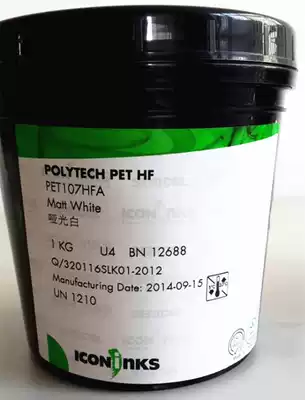 POLYTECH PET HF
PET107HFA
Matt White
哑光白
1 KG U4 BN 12688
Q/320116SLK01-2012
Manufacturing Date: 2014-09-15
UN 1210
ICONINKS